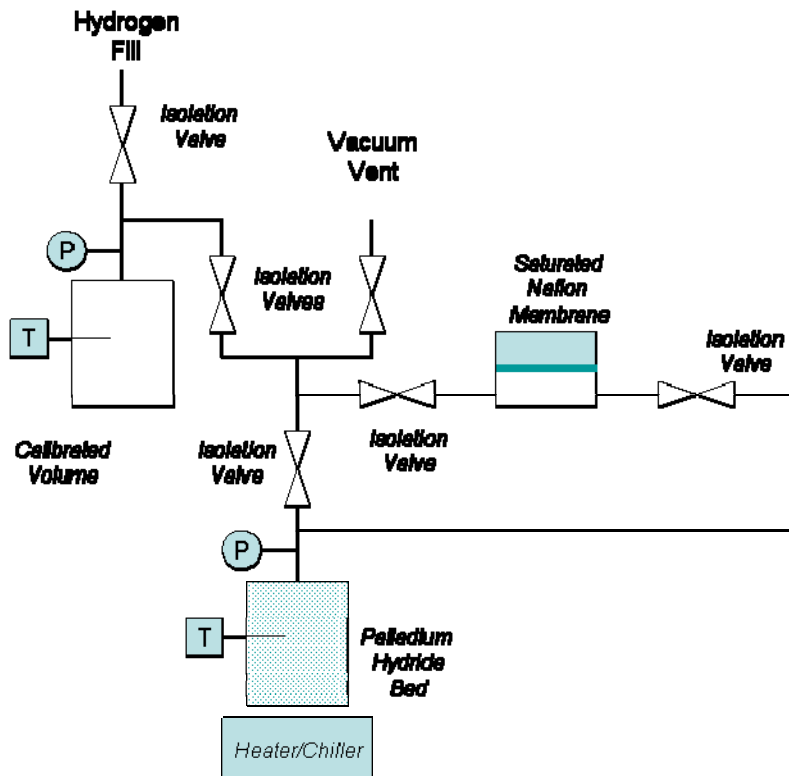 Hydrogen
Fill
Isolation
Valve
Vacuum
Vent
P
Isolation
Valves
Saturated
Nafion
Membrane
T
Isolation
Valve
Calibrated
Volume
Isolation
Valve
Isolation
Valve
P
T
Palladium
Hydride
Bed
Heater/Chiller